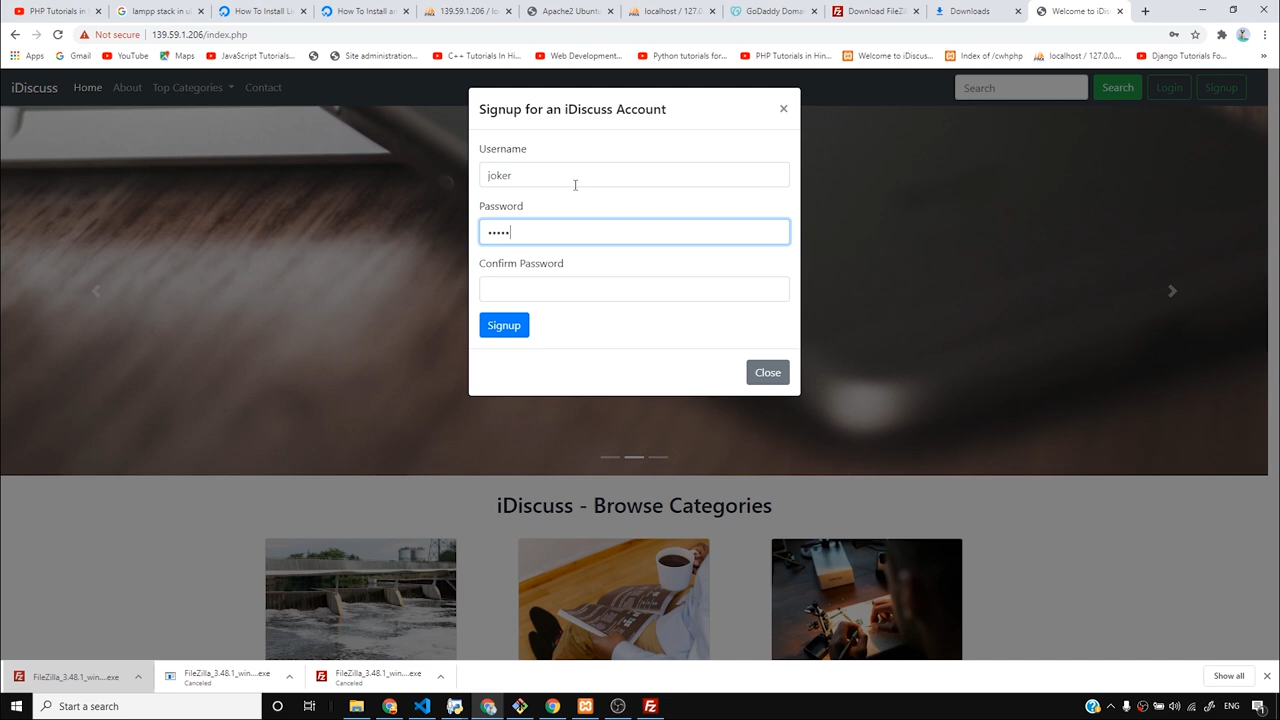 PHP Tutorials in
lampp stack in u
How To Install Li
How To Install an
139.59.1.206 / loc
Apache2 Ubuntu
localhost / 127.0.
GoDaddy Doma
Download FileZi
Downloads
Welcome to iDis
Not secure
139.59.1.206/index.php
Apps
Gmail
YouTube
Maps
JavaScript Tutorials...
Site administration...
C++ Tutorials In Hi...
Web Development...
Python tutorials for...
PHP Tutorials in Hin...
Welcome to iDiscus...
Index of /cwhphp
localhost / 127.0.0...
Django Tutorials Fo...
»
iDiscuss
Home
About
Top Categories
Contact
Search
Search
Login
Signup
Signup for an iDiscuss Account
×
Username
joker
Password
•••••
Confirm Password
Signup
Close
iDiscuss - Browse Categories
FileZilla_3.48.1_win....exe
FileZilla_3.48.1_win....exe
Canceled
FileZilla_3.48.1_win....exe
Canceled
Show all
Start a search
ENG